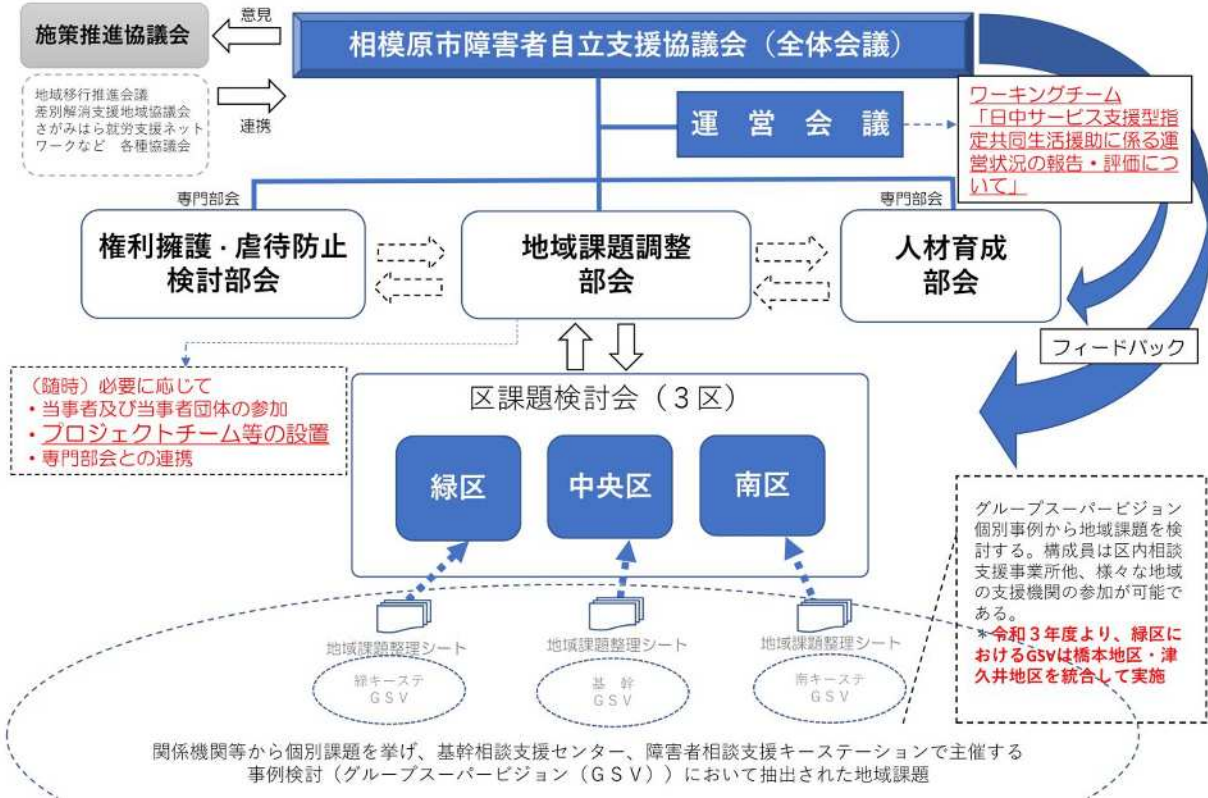 施策推進協議会
意見
相模原市障害者自立支援協議会（全体会議）
地域移行推進会議
差別解消支援地域協議会
さがみはら就労支援ネット
ワークなど　各種協議会
連携
運　営　会　議
ワーキングチーム
「日中サービス支援型指
定共同生活援助に係る運
営状況の報告・評価につ
いて」
専門部会
権利擁護・虐待防止
検討部会
地域課題調整
部会
専門部会
人材育成
部会
フィードバック
（随時）必要に応じて
・当事者及び当事者団体の参加
・プロジェクトチーム等の設置
・専門部会との連携
区課題検討会（３区）
緑区
中央区
南区
地域課題整理シート
地域課題整理シート
地域課題整理シート
緑キーステ
ＧＳＶ
基　幹
ＧＳＶ
南キーステ
ＧＳＶ
グループスーパービジョン
個別事例から地域課題を検
討する。構成員は区内相談
支援事業所他、様々な地域
の支援機関の参加が可能で
ある。
＊令和３年度より、緑区に
おけるGSVは橋本地区・津
久井地区を統合して実施
関係機関等から個別課題を挙げ、基幹相談支援センター、障害者相談支援キーステーションで主催する
事例検討（グループスーパービジョン（ＧＳＶ））において抽出された地域課題